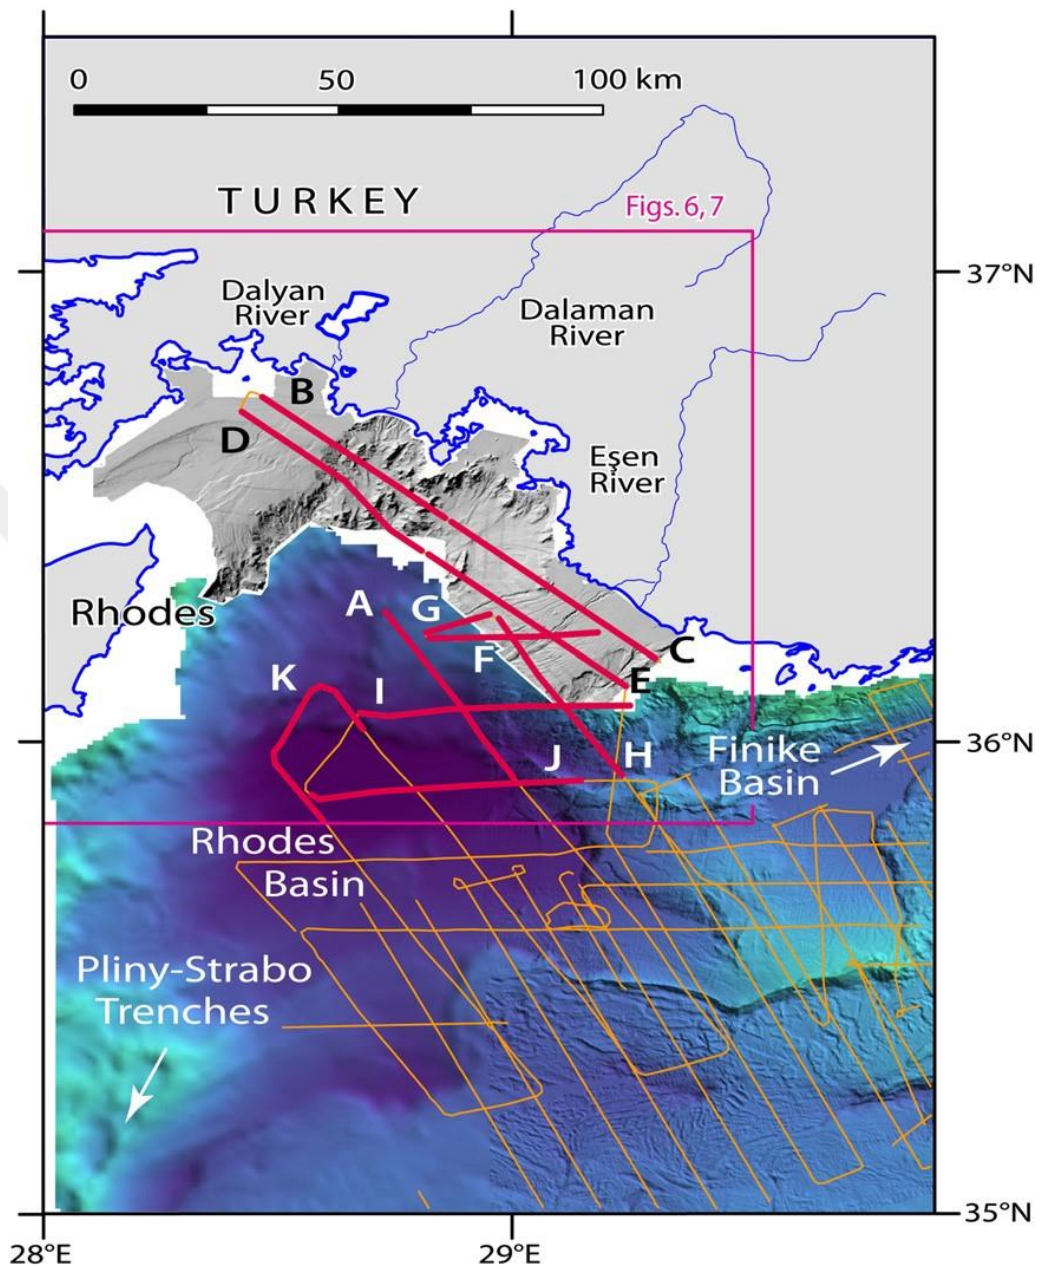 0 50 100 km
TURKEY
Figs. 6, 7
37°N
Dalyan
River
Dalaman
River
B
D
Eşen
River
Rhodes
A
G
F
C
E
K
I
J
H
Finike
Basin
36°N
Rhodes
Basin
Pliny-Strabo
Trenches
35°N
28°E
29°E